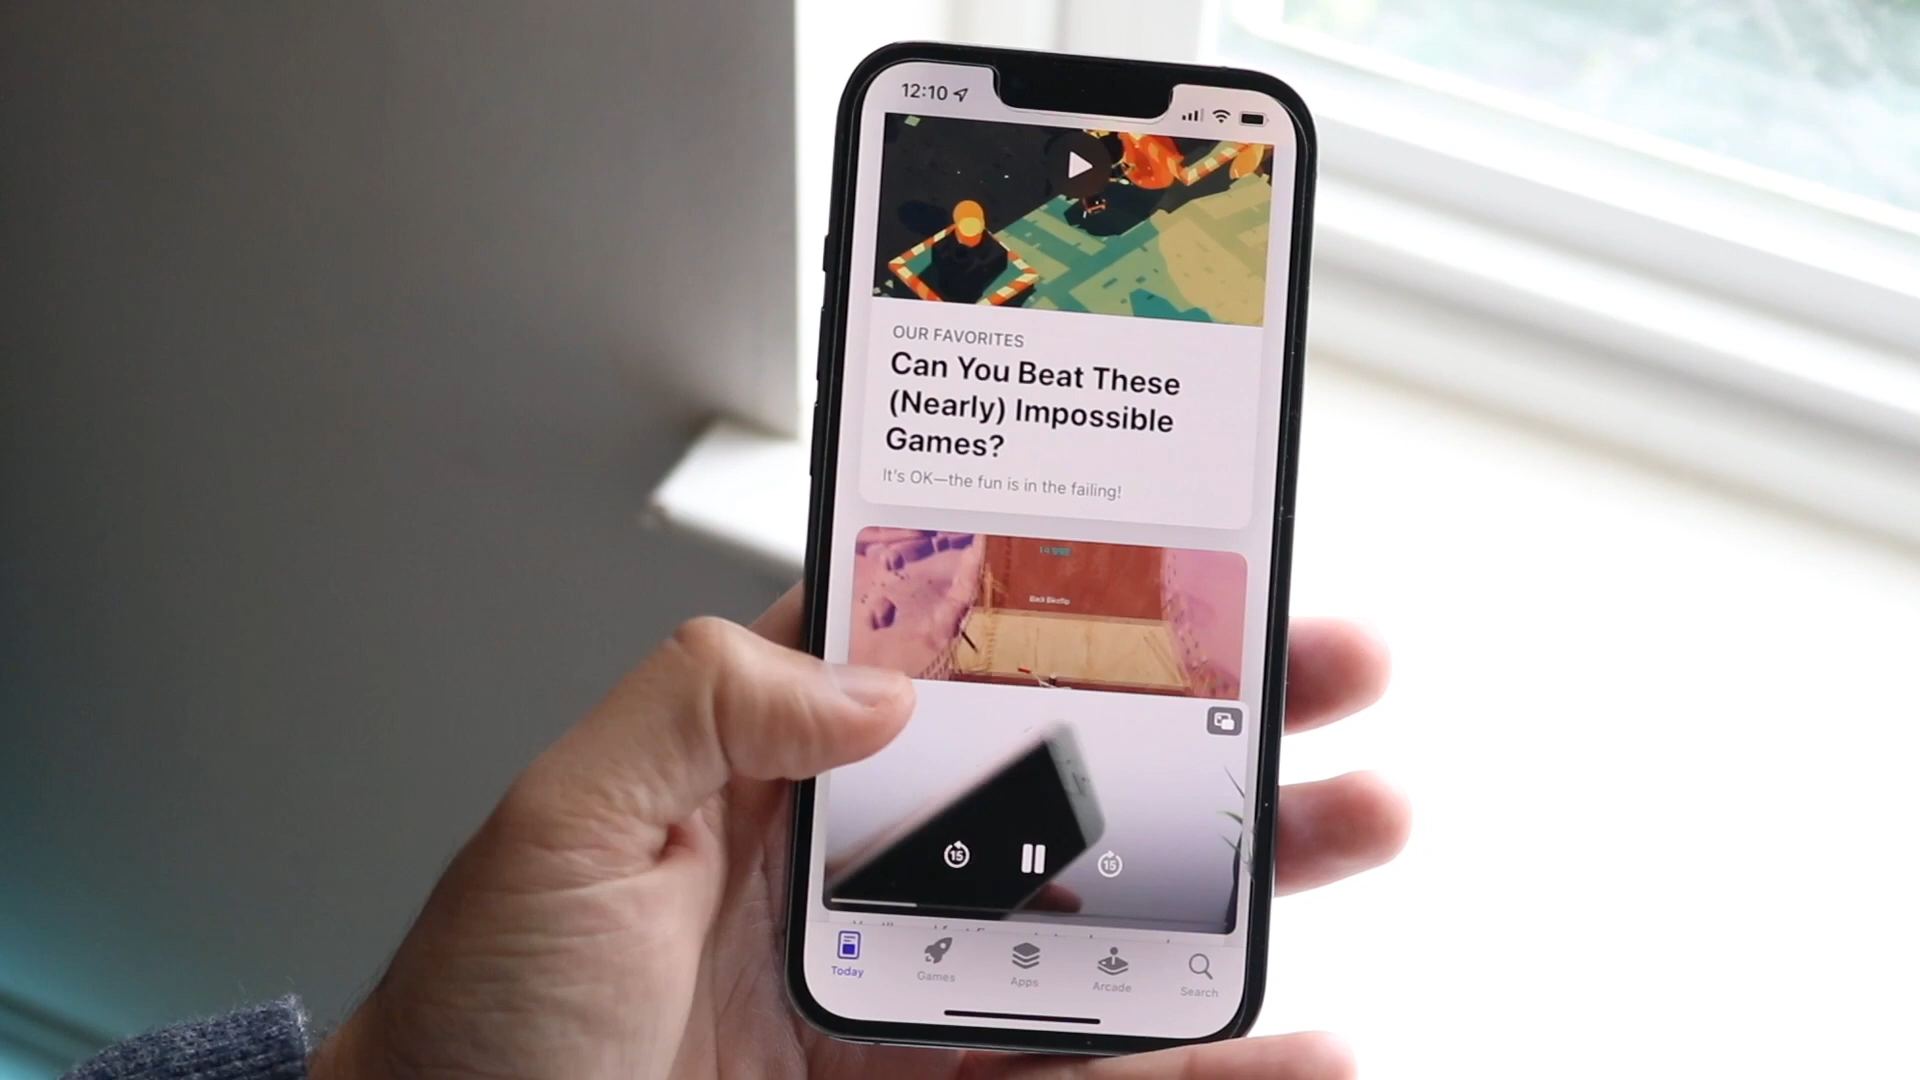 12:10
OUR FAVORITES
Can You Beat These
(Nearly) Impossible
Games?
It's OK—the fun is in the failing!
15
15
Today
Games
Apps
Arcade
Search